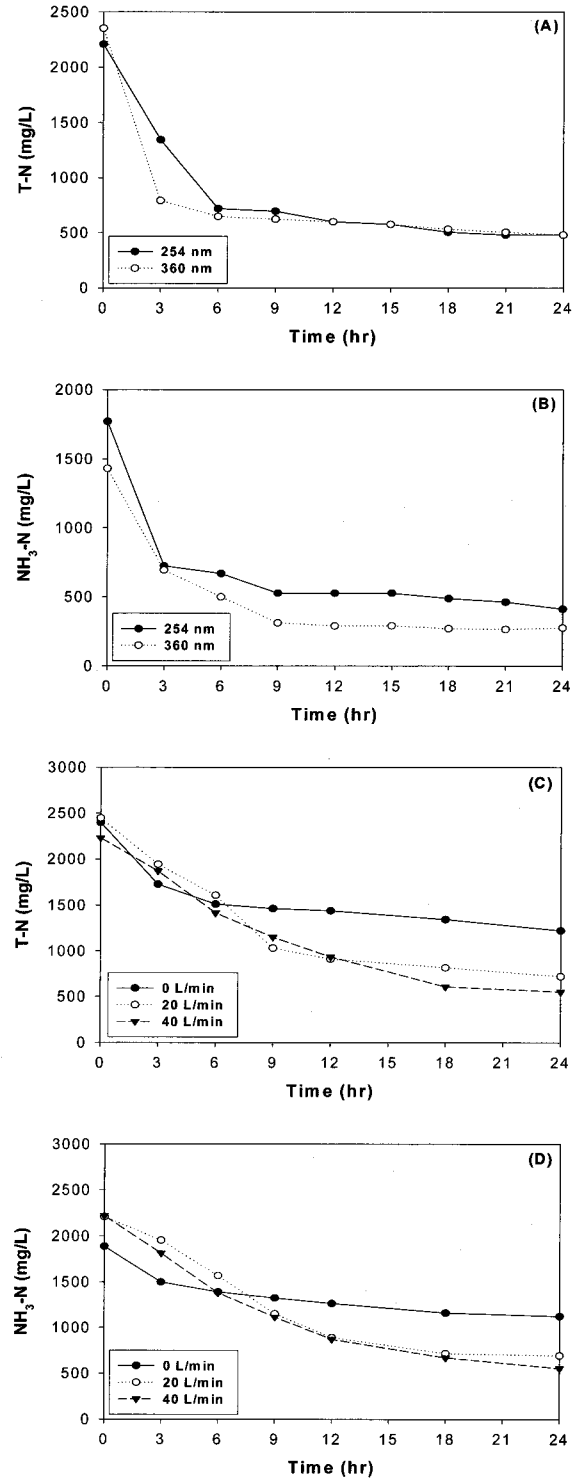 (A)
T-N (mg/L)
2500
2000
1500
1000
500
0
254 nm
360 nm
0 3 6 9 12 15 18 21 24
Time (hr)
(B)
NH₃-N (mg/L)
2000
1500
1000
500
0
254 nm
360 nm
0 3 6 9 12 15 18 21 24
Time (hr)
(C)
T-N (mg/L)
3000
2500
2000
1500
1000
500
0
0 L/min
20 L/min
40 L/min
0 3 6 9 12 15 18 21 24
Time (hr)
(D)
NH₃-N (mg/L)
3000
2500
2000
1500
1000
500
0
0 L/min
20 L/min
40 L/min
0 3 6 9 12 15 18 21 24
Time (hr)